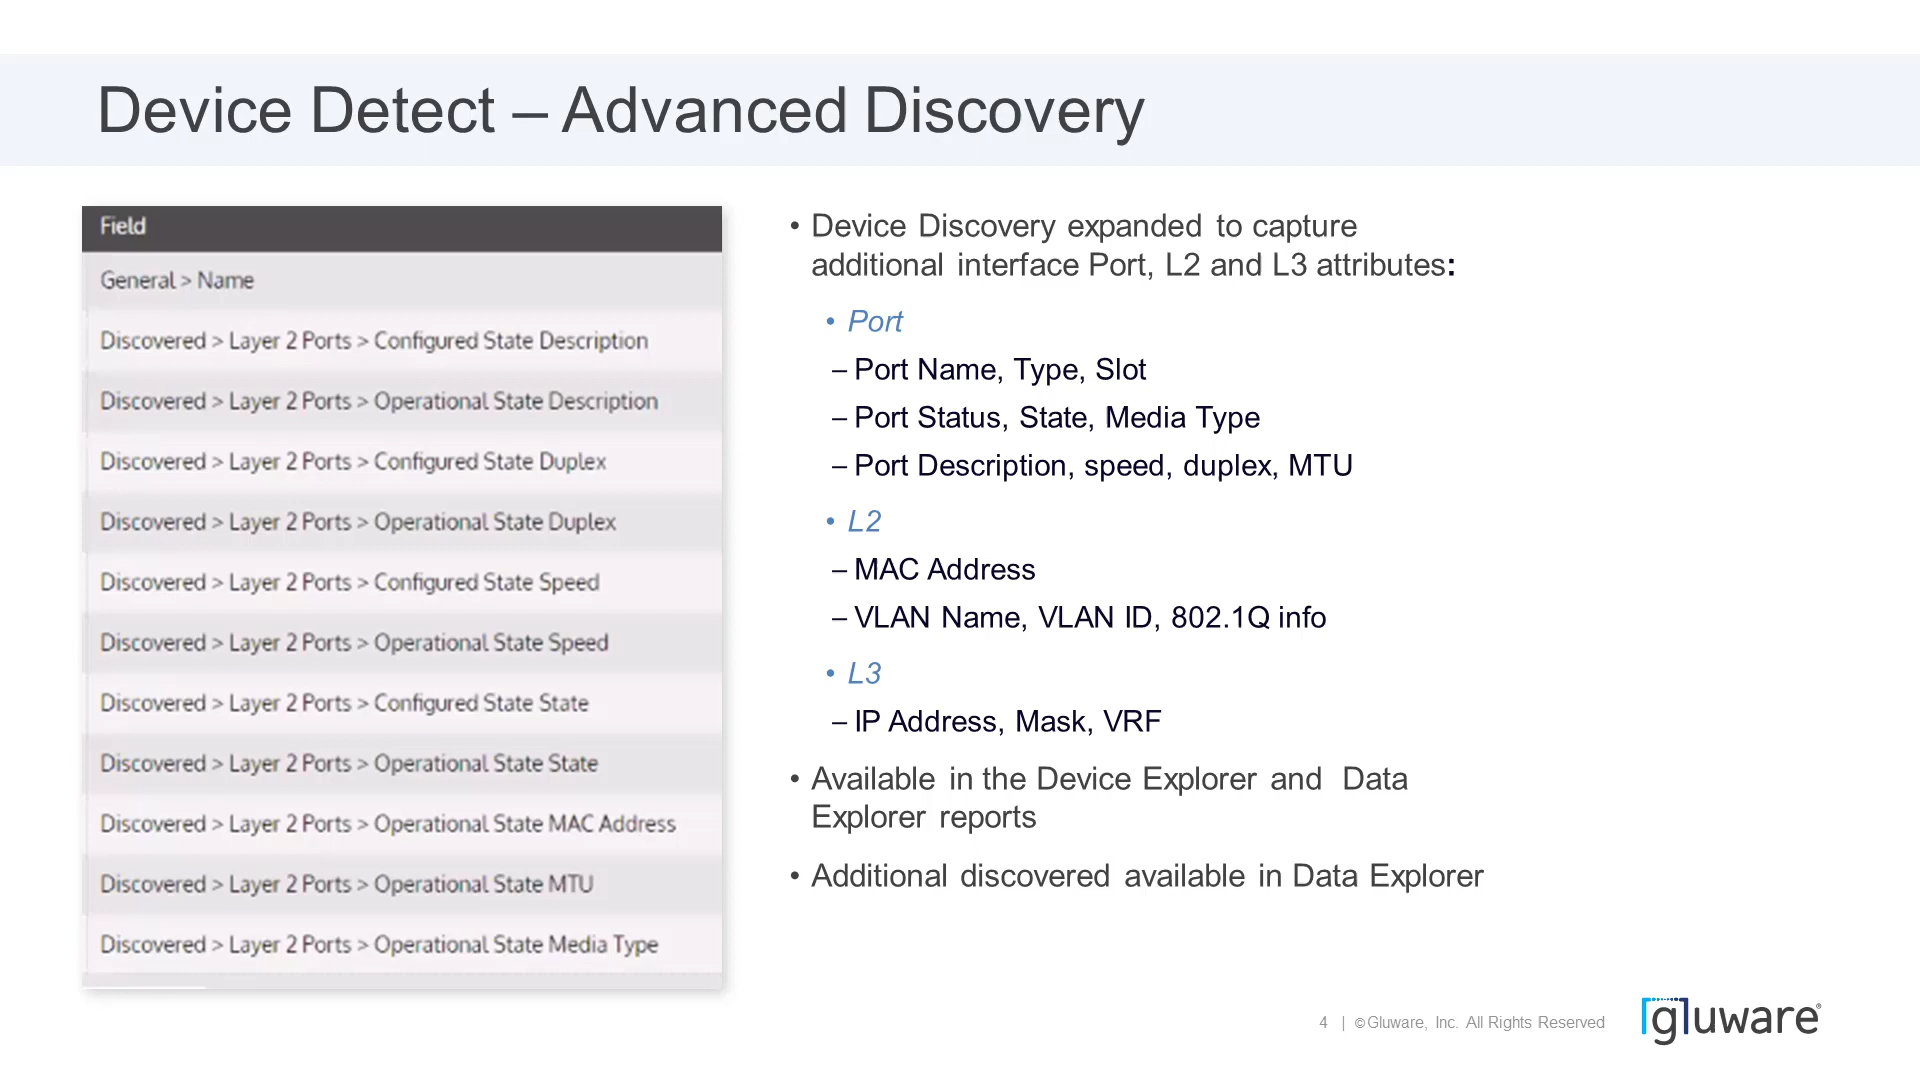 Device Detect – Advanced Discovery
Field
General > Name
Discovered > Layer 2 Ports > Configured State Description
Discovered > Layer 2 Ports > Operational State Description
Discovered > Layer 2 Ports > Configured State Duplex
Discovered > Layer 2 Ports > Operational State Duplex
Discovered > Layer 2 Ports > Configured State Speed
Discovered > Layer 2 Ports > Operational State Speed
Discovered > Layer 2 Ports > Configured State State
Discovered > Layer 2 Ports > Operational State State
Discovered > Layer 2 Ports > Operational State MAC Address
Discovered > Layer 2 Ports > Operational State MTU
Discovered > Layer 2 Ports > Operational State Media Type
• Device Discovery expanded to capture
additional interface Port, L2 and L3 attributes:
• Port
– Port Name, Type, Slot
– Port Status, State, Media Type
– Port Description, speed, duplex, MTU
• L2
– MAC Address
– VLAN Name, VLAN ID, 802.1Q info
• L3
– IP Address, Mask, VRF
• Available in the Device Explorer and Data
Explorer reports
• Additional discovered available in Data Explorer
4 | © Gluware, Inc. All Rights Reserved
gluware®